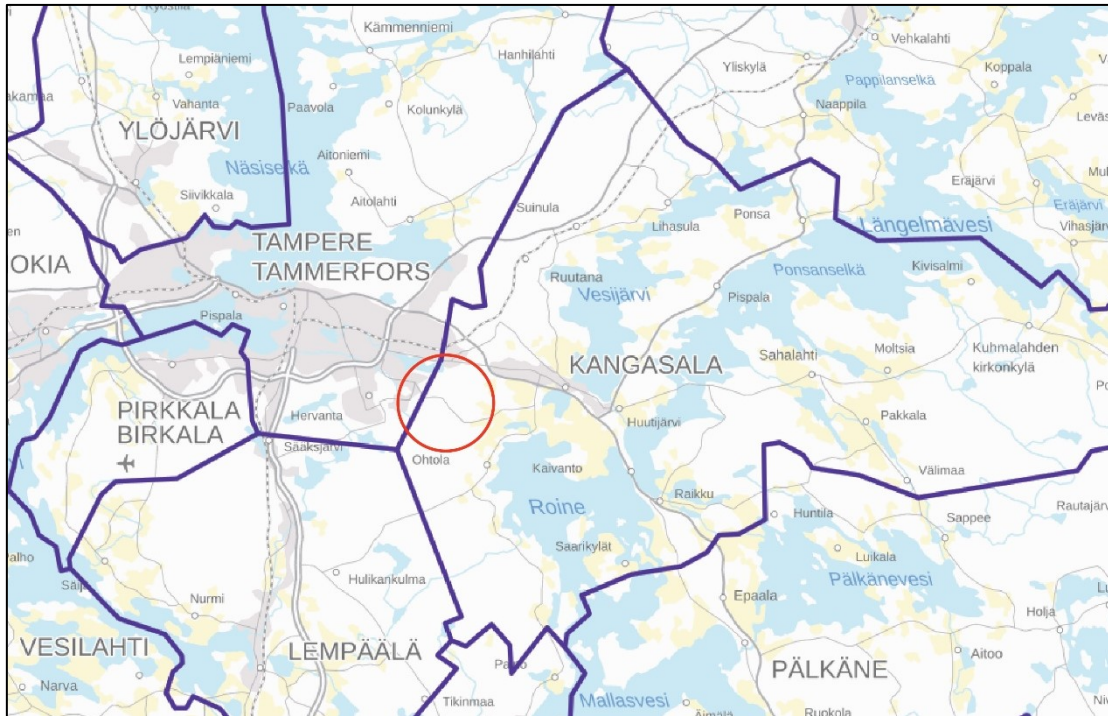 Kämmenniemi
Hanhilahti
Vehkalahti
Yliskylä
Koppala
Lempiäniemi
Pappilanselkä
Vahanta
Paavola
Kolunkylä
Naappila
YLÖJÄRVI
Aitoniemi
Näsiselkä
Eräjärvi
Siivikkala
Aitolahti
Suinula
Lihasula
Ponsa
Eräjärvi
Längelmävesi
TAMPERE
TAMMERFORS
OKIA
Ruutana
Ponsanselkä
Kivisalmi
Vesijärvi
Pispala
Pispala
KANGASALA
Sahalahti
Moltsia
Kuhmalahden
kirkonkylä
PIRKKALA
BIRKALA
Hervanta
Sääksjärvi
Huutijärvi
Pakkala
Ohtola
Kaivanto
Välimaa
Raikku
Roine
Huntila
Sappee
Saarikylät
Luikala
Pälkänevesi
Hulikankulma
Nurmi
Epaala
Holja
VESILAHTI
LEMPÄÄLÄ
PÄLKÄNE
Aitoo
Narva
Tikinmaa
Mallasvesi